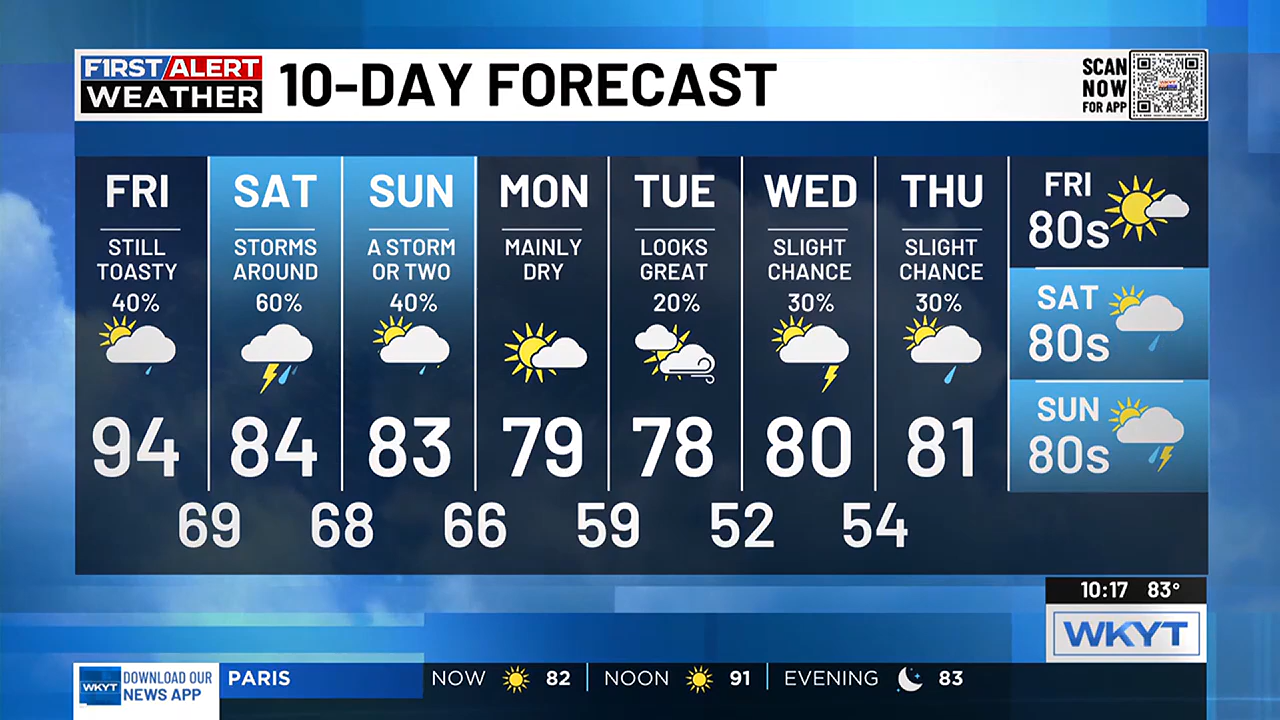 FIRST/ALERT
WEATHER
10-DAY FORECAST
SCAN
NOW
FOR APP
FRI
STILL
TOASTY
40%
94
SAT
STORMS
AROUND
60%
84
SUN
A STORM
OR TWO
40%
83
MON
MAINLY
DRY
79
TUE
LOOKS
GREAT
20%
78
WED
SLIGHT
CHANCE
30%
80
THU
SLIGHT
CHANCE
30%
81
FRI
80s
SAT
80s
SUN
80s
69 68 66 59 52 54
10:17 83°
WKYT
WKYT
DOWNLOAD OUR
NEWS APP
PARIS NOW 82 NOON 91 EVENING 83